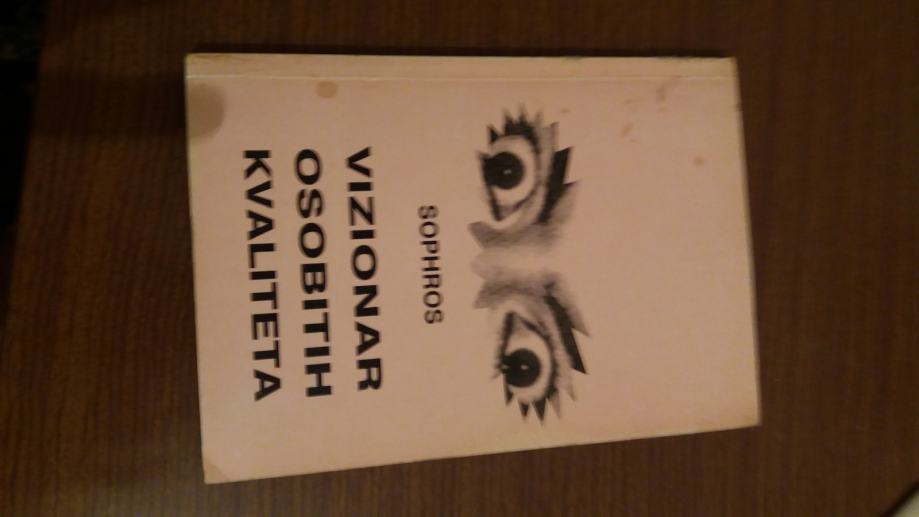 SOPHROS
VIZIONAR
OSOBITIH
KVALITETA